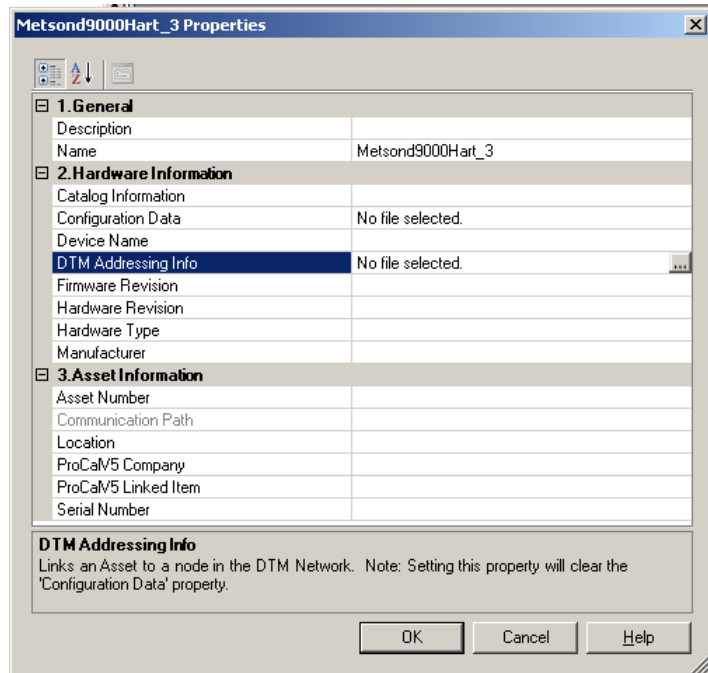 Metsond9000Hart_3 Properties
1.General
Description
Name Metsond9000Hart_3
2.Hardware Information
Catalog Information
Configuration Data No file selected.
Device Name
DTM Addressing Info No file selected. ...
Firmware Revision
Hardware Revision
Hardware Type
Manufacturer
3.Asset Information
Asset Number
Communication Path
Location
ProCalV5 Company
ProCalV5 Linked Item
Serial Number
DTM Addressing Info
Links an Asset to a node in the DTM Network. Note: Setting this property will clear the
'Configuration Data' property.
OK Cancel Help